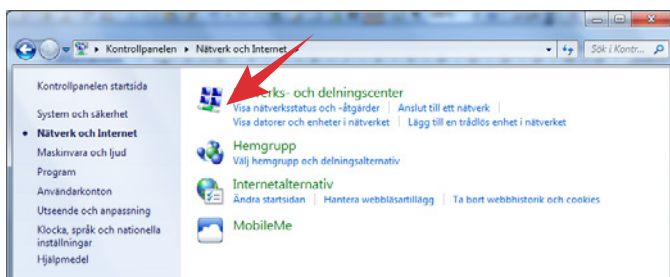 Kontrollpanelen ▸ Nätverk och Internet
Sök i Kontr...
Kontrollpanelen startsida
System och säkerhet
Nätverk och Internet
Maskinvara och ljud
Program
Användarkonton
Utseende och anpassning
Klocka, språk och nationella
inställningar
Hjälpmedel
erks- och delningscenter
Visa nätverksstatus och -åtgärder | Anslut till ett nätverk |
Visa datorer och enheter i nätverket | Lägg till en trådlös enhet i nätverket
Hemgrupp
Välj hemgrupp och delningsalternativ
Internetalternativ
Ändra startsidan | Hantera webbläsartillägg | Ta bort webbhistorik och cookies
MobileMe